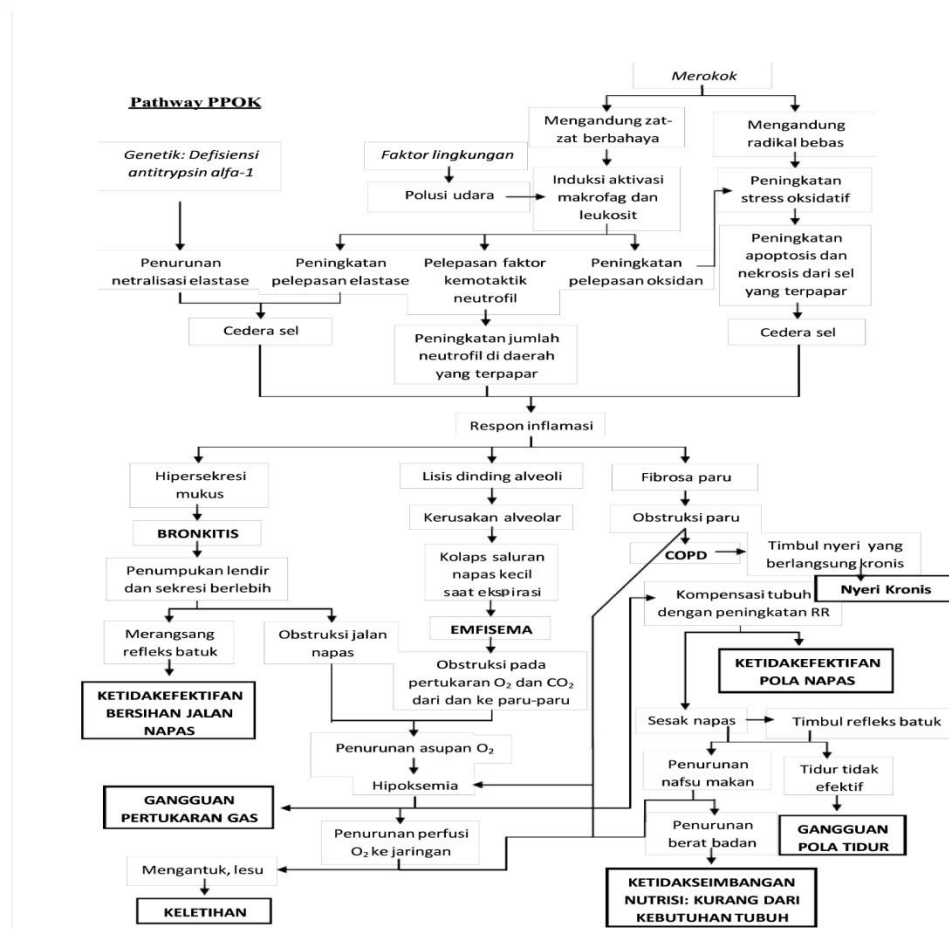 Merokok
Pathway PPOK
Mengandung zat-
zat berbahaya
Mengandung
radikal bebas
Genetik: Defisiensi
antitrypsin alfa-1
Faktor lingkungan
Polusi udara
Induksi aktivasi
makrofag dan
leukosit
Peningkatan
stress oksidatif
Penurunan
netralisasi elastase
Peningkatan
pelepasan elastase
Pelepasan faktor
kemotaktik
neutrofil
Peningkatan
pelepasan oksidan
Peningkatan
apoptosis dan
nekrosis dari sel
yang terpapar
Cedera sel
Peningkatan jumlah
neutrofil di daerah
yang terpapar
Cedera sel
Respon inflamasi
Hipersekresi
mukus
Lisis dinding alveoli
Fibrosa paru
BRONKITIS
Kerusakan alveolar
Obstruksi paru
Penumpukan lendir
dan sekresi berlebih
Kolaps saluran
napas kecil
saat ekspirasi
COPD
Timbul nyeri yang
berlangsung kronis
Nyeri Kronis
Kompensasi tubuh
dengan peningkatan RR
Merangsang
refleks batuk
Obstruksi jalan
napas
EMFISEMA
KETIDAKEFEKTIFAN
POLA NAPAS
KETIDAKEFEKTIFAN
BERSIHAN JALAN
NAPAS
Obstruksi pada
pertukaran O₂ dan CO₂
dari dan ke paru-paru
Sesak napas
Timbul refleks batuk
Penurunan asupan O₂
Penurunan
nafsu makan
Tidur tidak
efektif
Hipoksemia
GANGGUAN
PERTUKARAN GAS
Penurunan perfusi
O₂ ke jaringan
Penurunan
berat badan
GANGGUAN
POLA TIDUR
Mengantuk, lesu
KELETIHAN
KETIDAKSEIMBANGAN
NUTRISI: KURANG DARI
KEBUTUHAN TUBUH